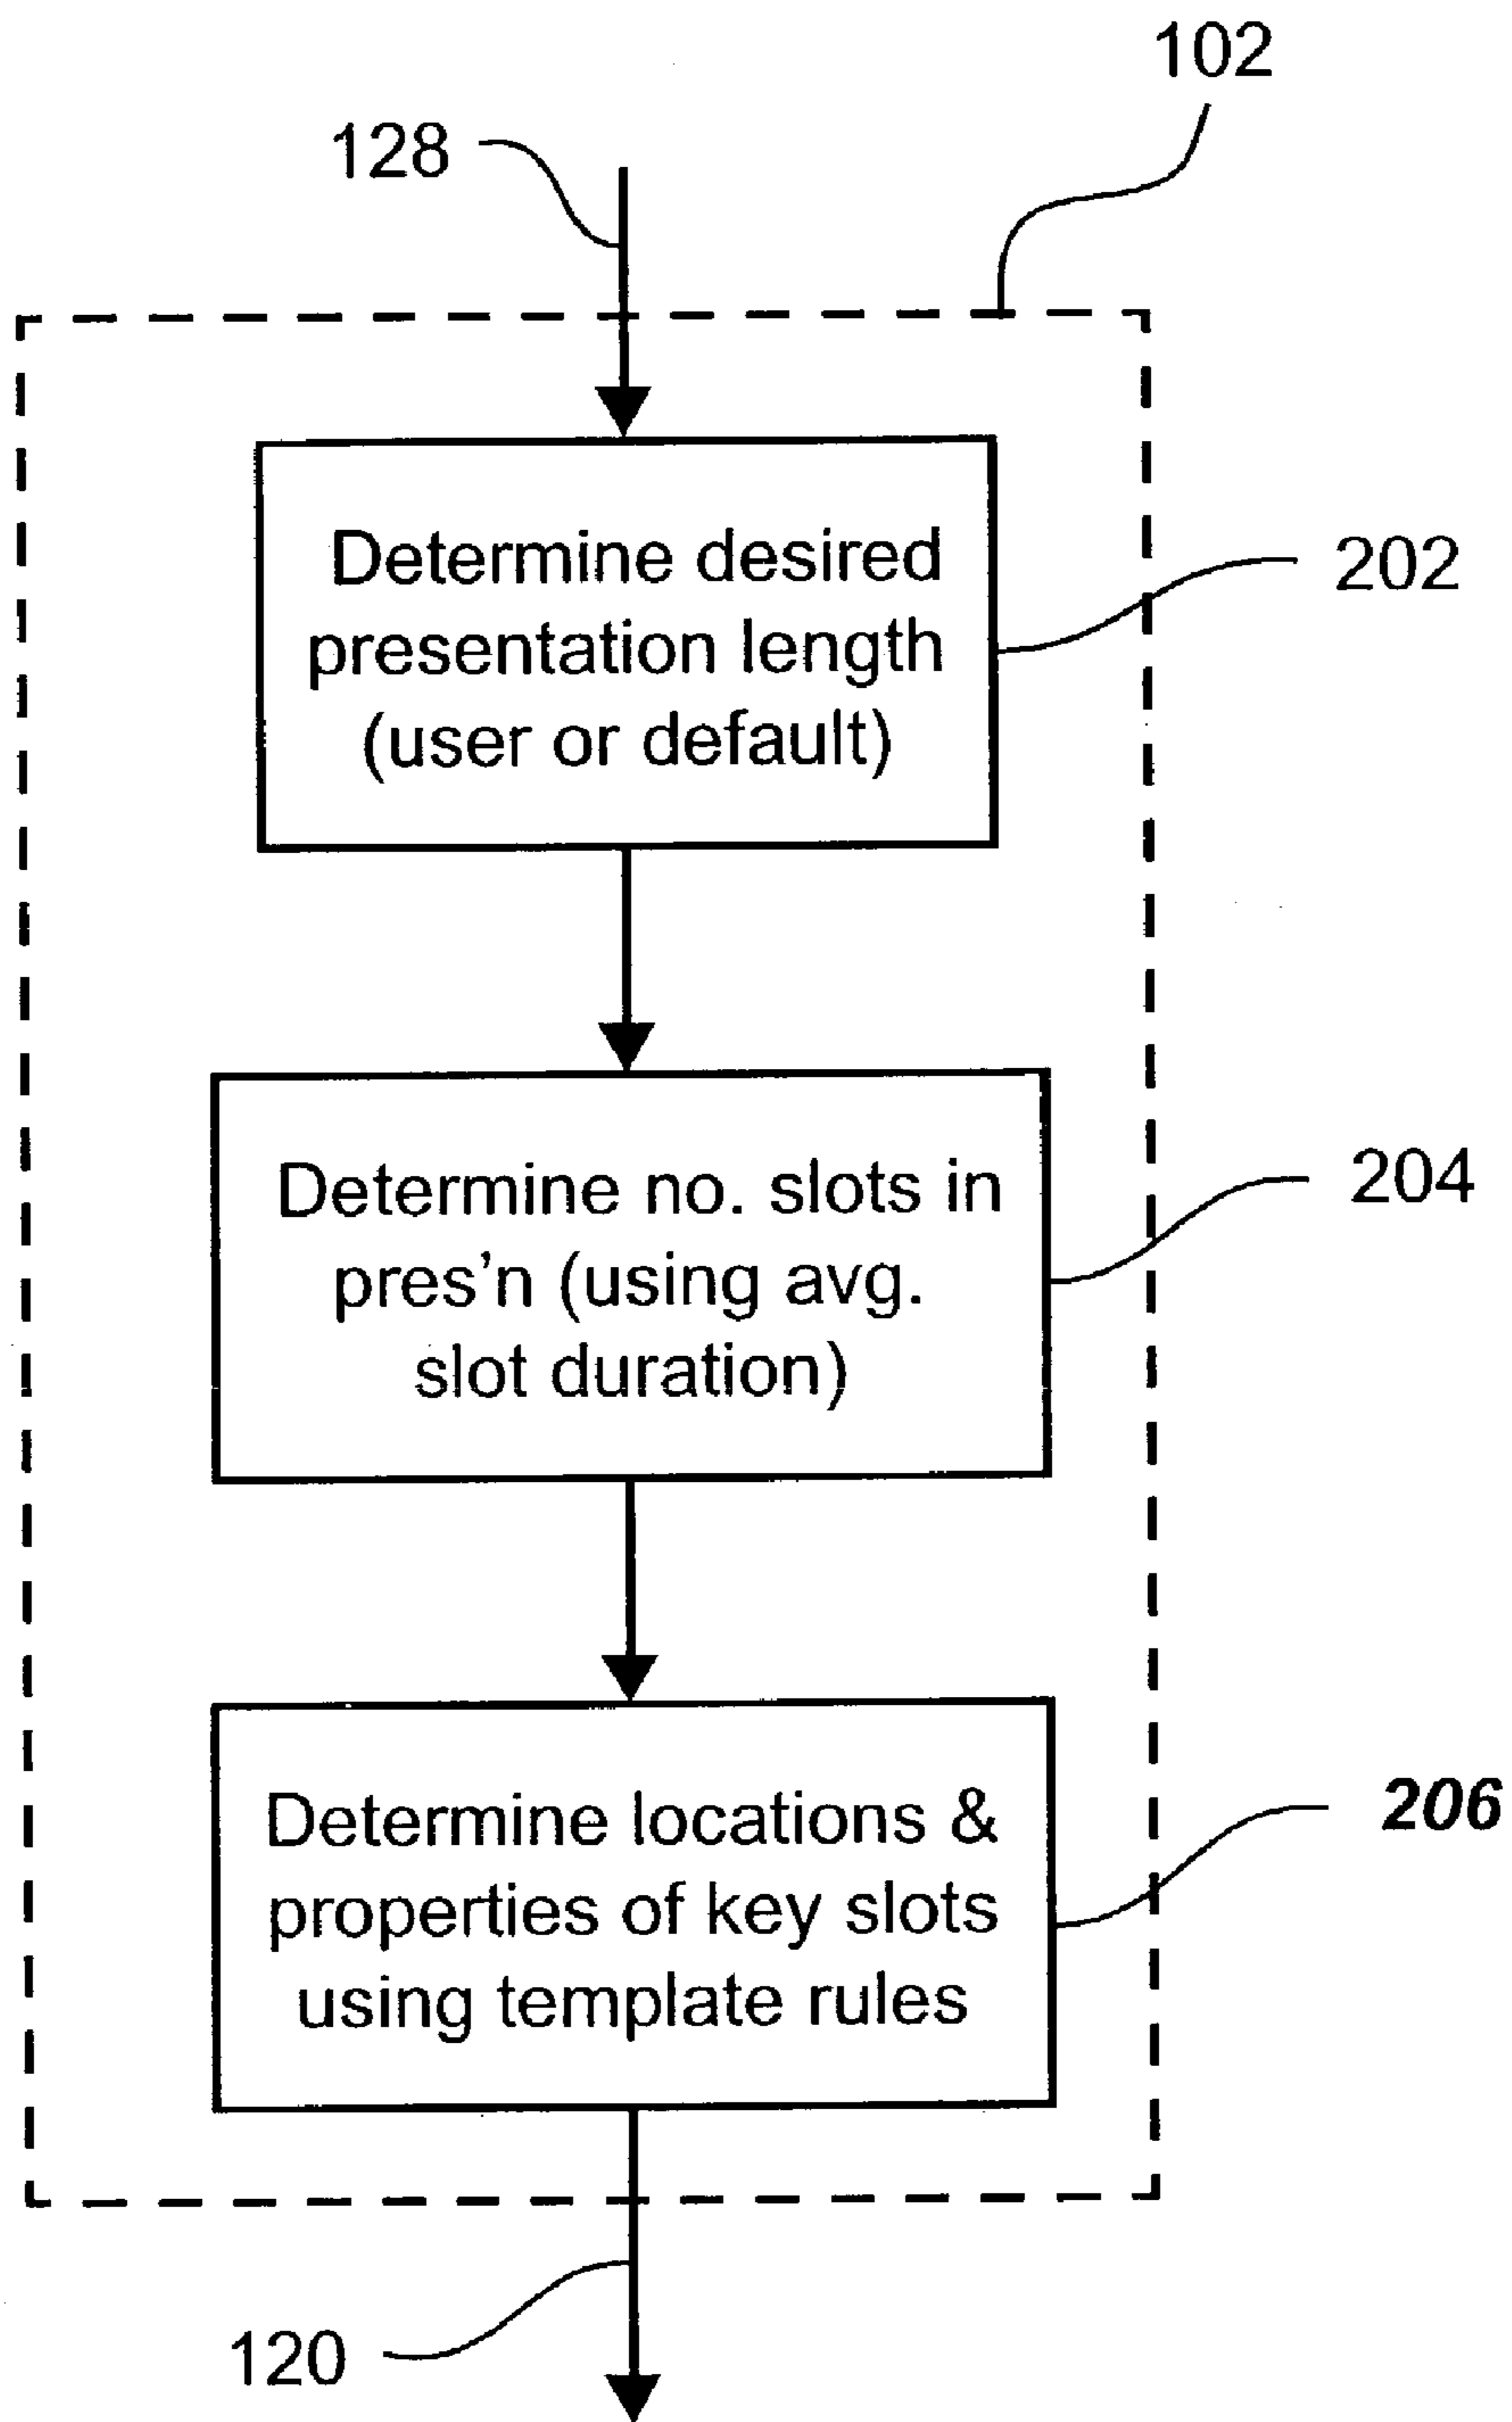 102
128
Determine desired
presentation length
(user or default)
202
Determine no. slots in
pres'n (using avg.
slot duration)
204
Determine locations &
properties of key slots
using template rules
206
120